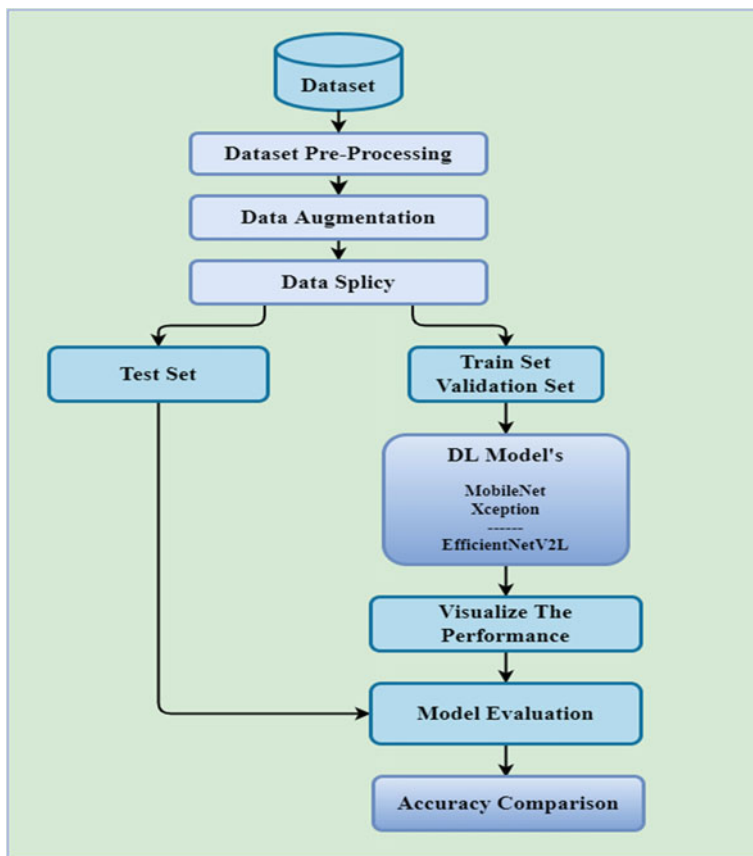 Dataset
Dataset Pre-Processing
Data Augmentation
Data Splicy
Test Set
Train Set
Validation Set
DL Model's
MobileNet
Xception
------
EfficientNetV2L
Visualize The
Performance
Model Evaluation
Accuracy Comparison